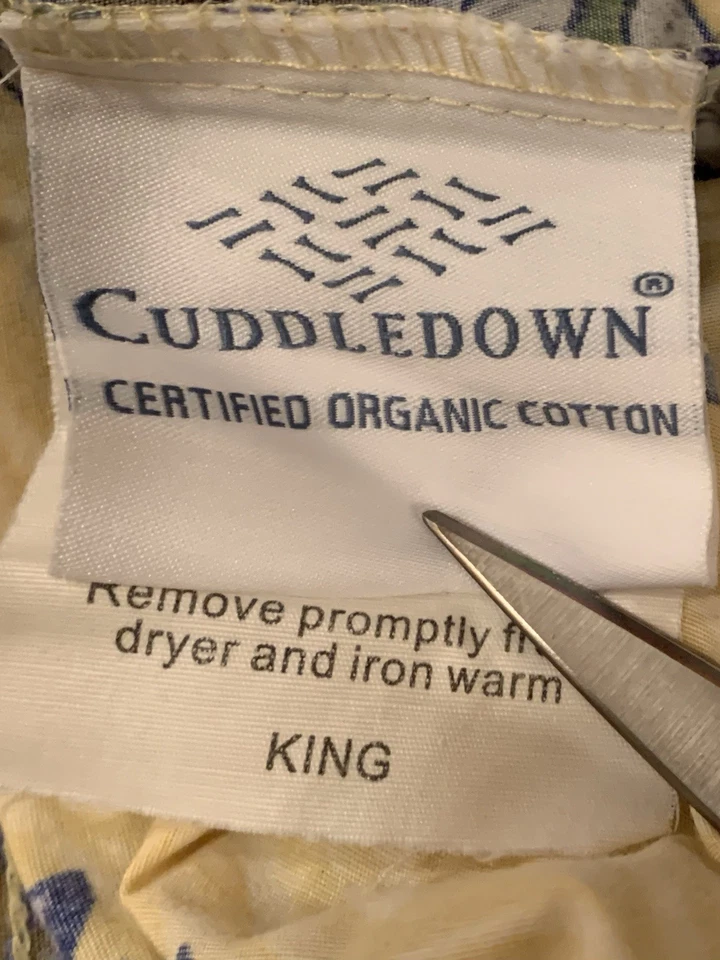 CUDDLEDOWN®
CERTIFIED ORGANIC COTTON
Remove promptly
dryer and iron warm
KING